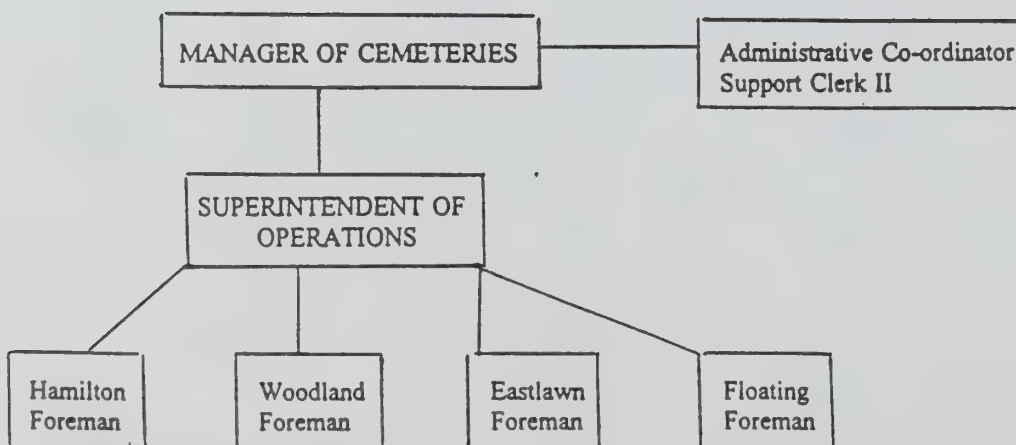 MANAGER OF CEMETERIES
Administrative Co-ordinator
Support Clerk II
SUPERINTENDENT OF
OPERATIONS
Hamilton
Foreman
Woodland
Foreman
Eastlawn
Foreman
Floating
Foreman